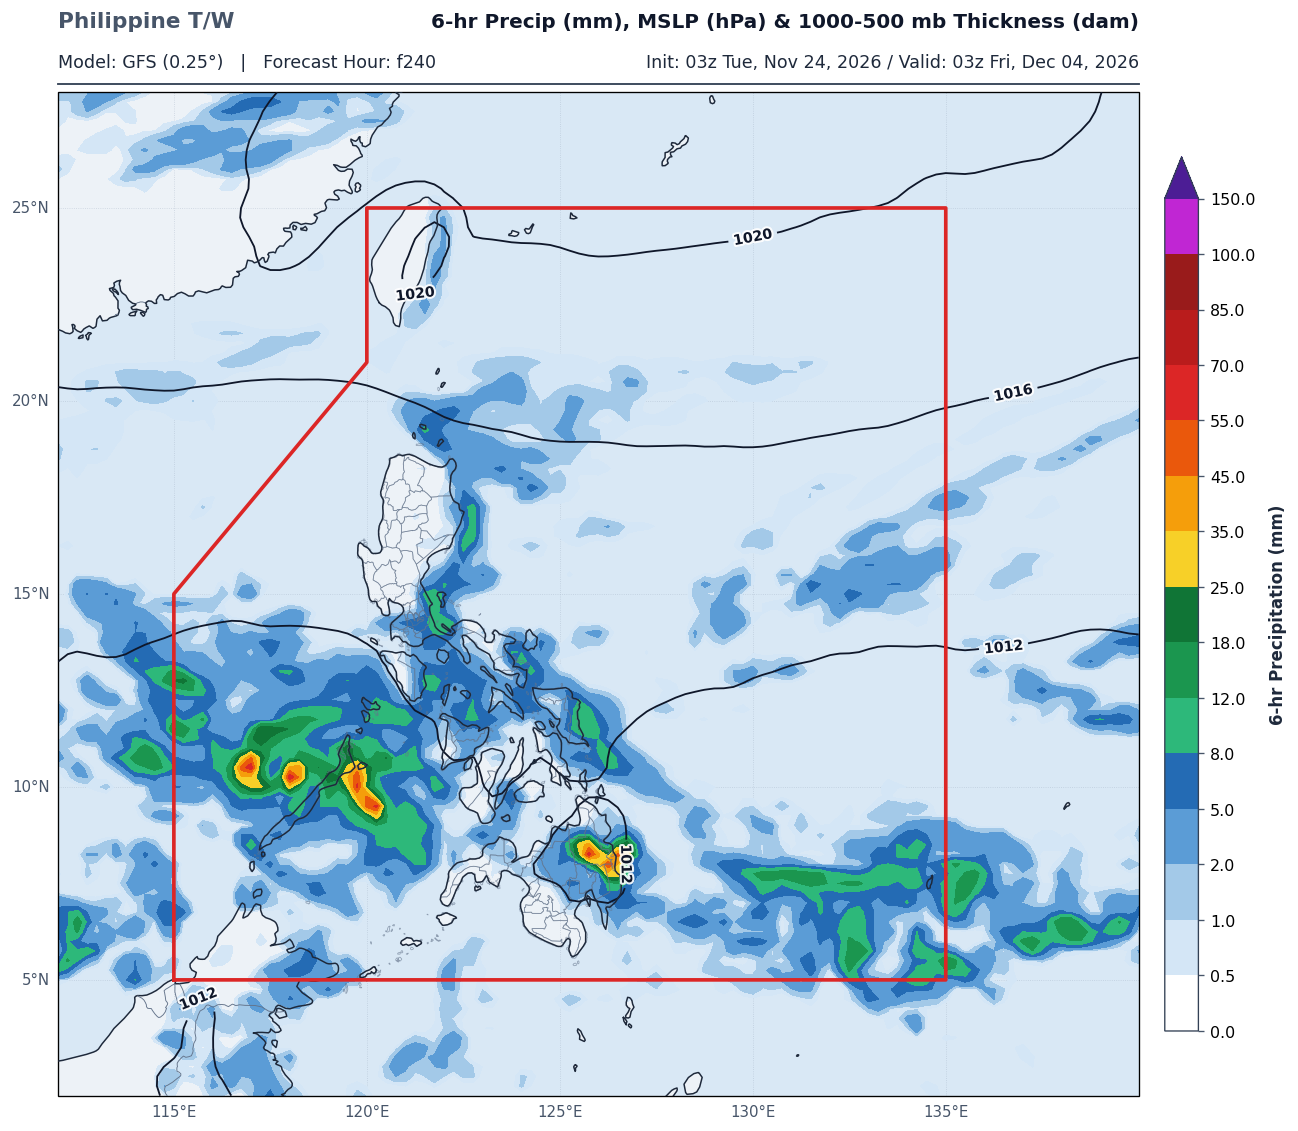 Philippine T/W
6-hr Precip (mm), MSLP (hPa) & 1000-500 mb Thickness (dam)
Model: GFS (0.25°) | Forecast Hour: f240
Init: 03z Tue, Nov 24, 2026 / Valid: 03z Fri, Dec 04, 2026
25°N
20°N
15°N
10°N
5°N
115°E
120°E
125°E
130°E
135°E
1020
1020
1016
1012
1012
1012
150.0
100.0
85.0
70.0
55.0
45.0
35.0
25.0
18.0
12.0
8.0
5.0
2.0
1.0
0.5
0.0
6-hr Precipitation (mm)